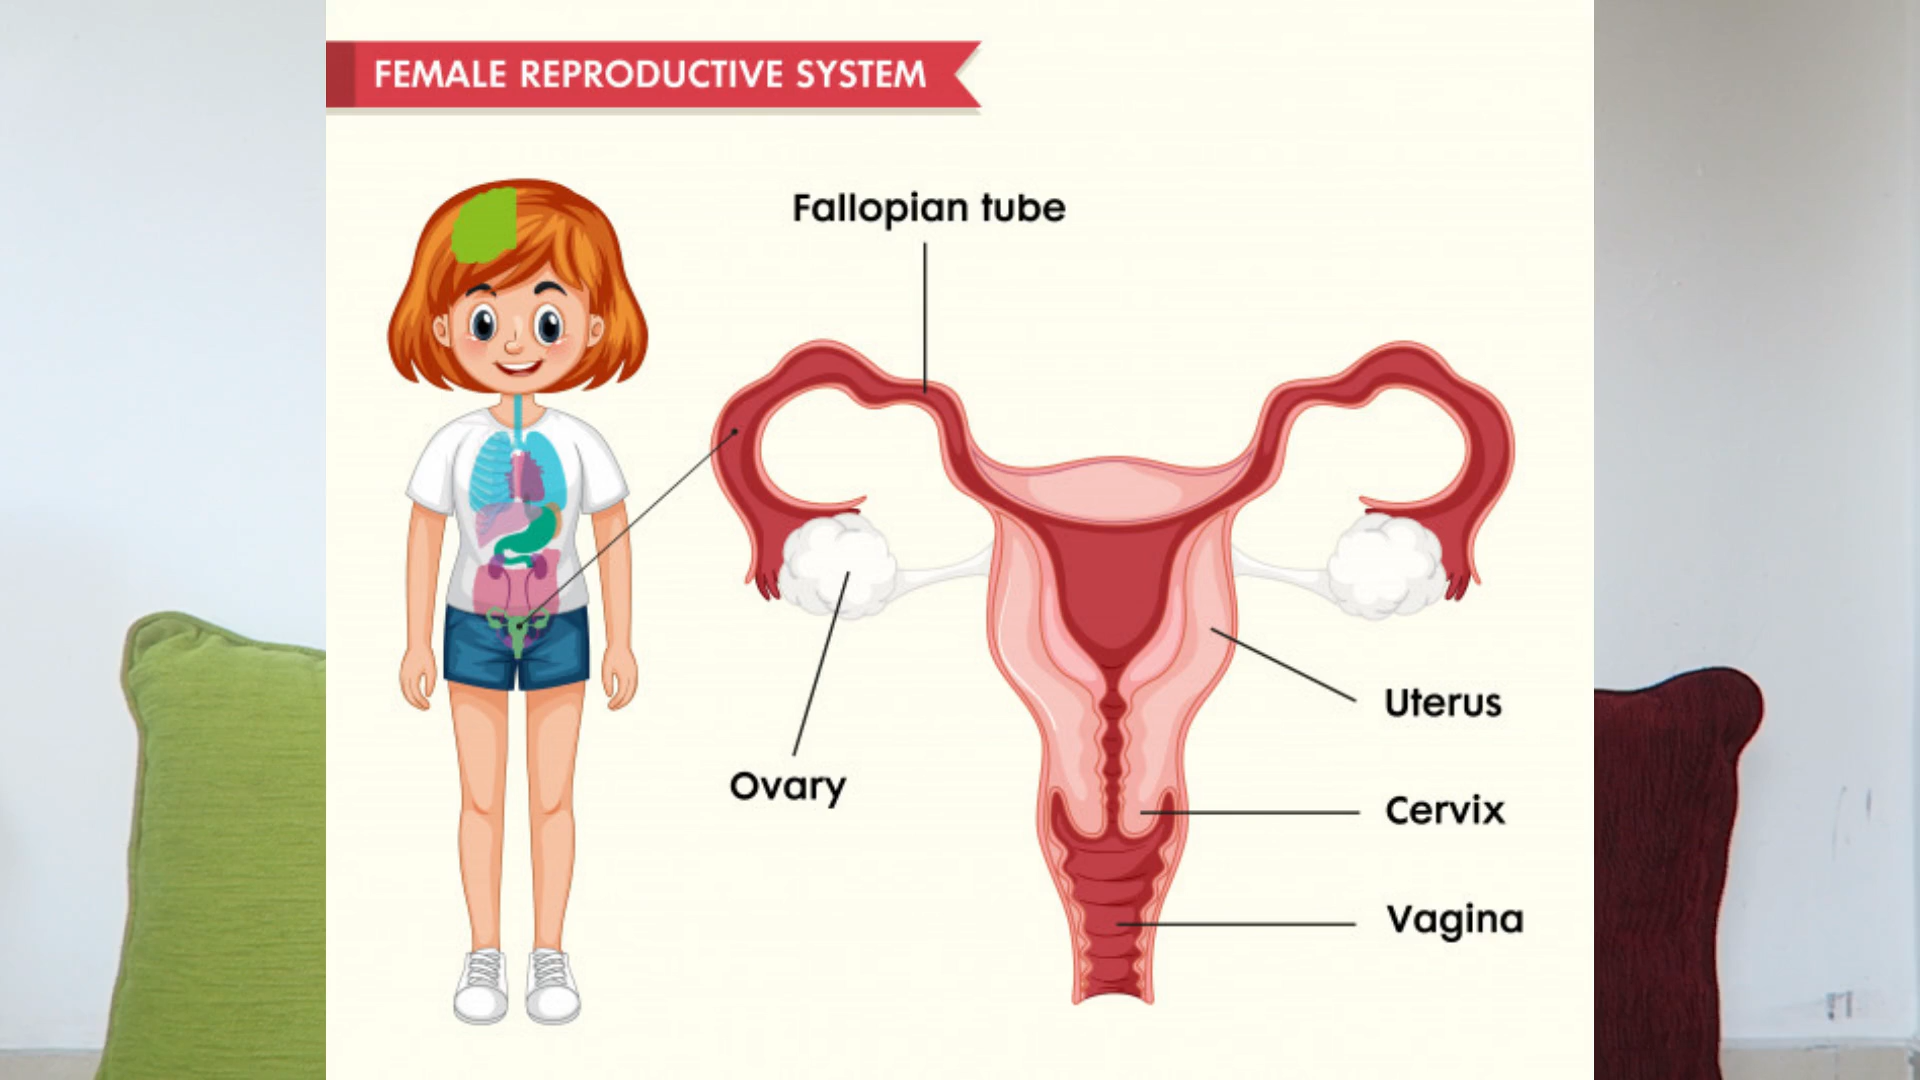 FEMALE REPRODUCTIVE SYSTEM
Fallopian tube
Ovary
Uterus
Cervix
Vagina